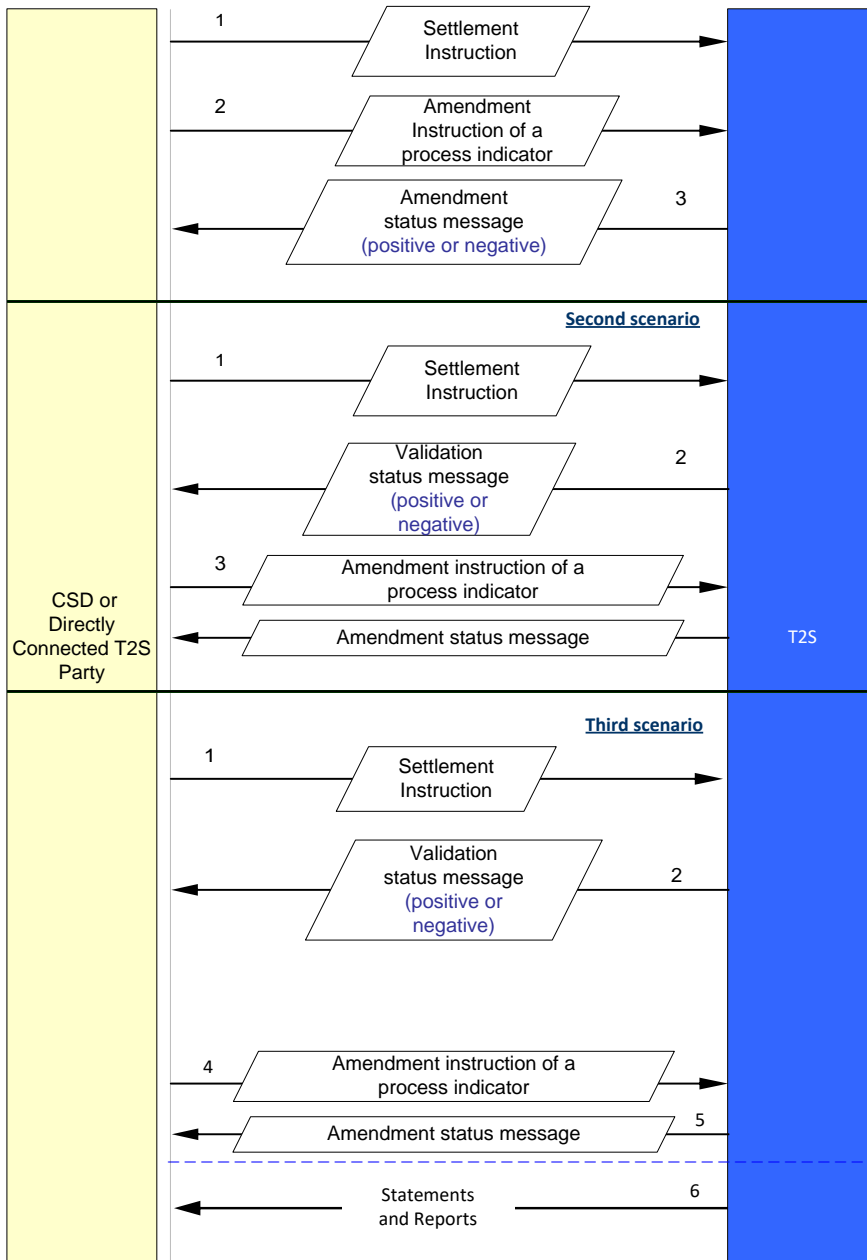 1
Settlement
Instruction
2
Amendment
Instruction of a
process indicator
Amendment
status message
(positive or negative)
3
Second scenario
1
Settlement
Instruction
Validation
status message
(positive or
negative)
2
3
Amendment instruction of a
process indicator
Amendment status message
CSD or
Directly
Connected T2S
Party
T2S
Third scenario
1
Settlement
Instruction
Validation
status message
(positive or
negative)
2
4
Amendment instruction of a
process indicator
Amendment status message
5
Statements
and Reports
6